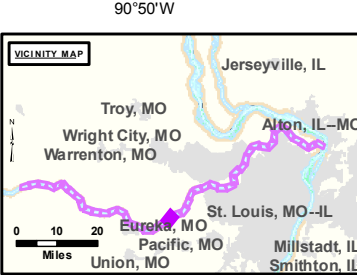 90°50'W
VICINITY MAP
Jerseyville, IL
Troy, MO
Alton, IL--MO
Wright City, MO
Warrenton, MO
N
St. Louis, MO--IL
Eureka, MO
0 10 20
Miles
Pacific, MO
Millstadt, IL
Union, MO
Smithton, IL